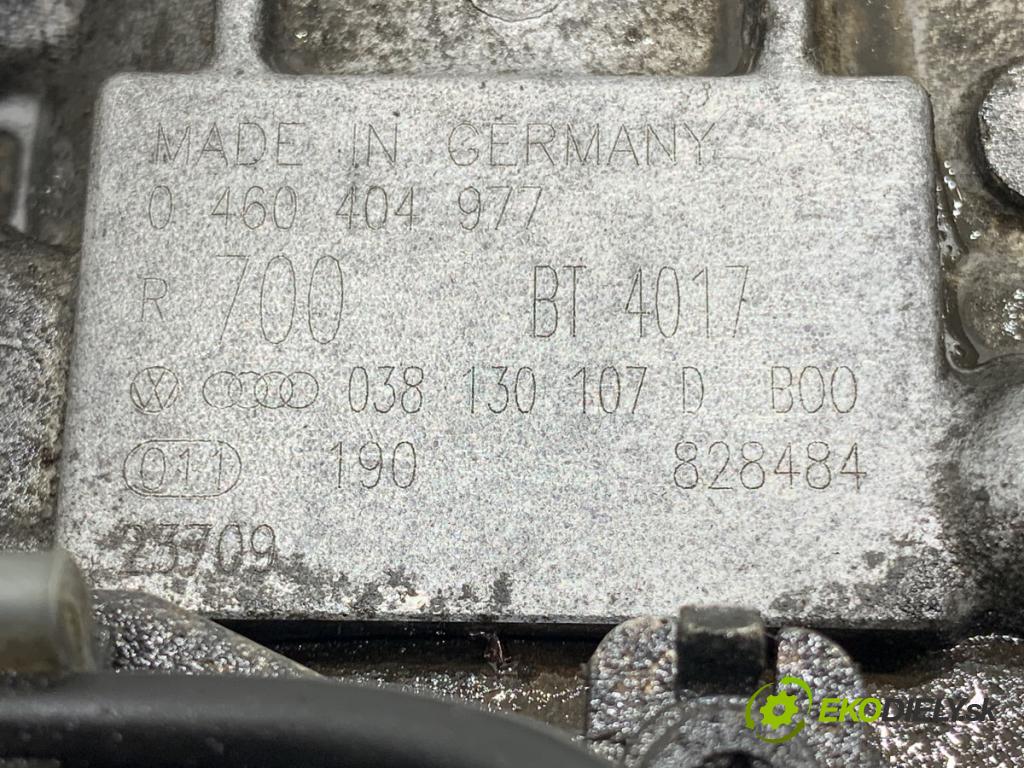 MADE IN GERMANY
0 460 404 977
R 700 BT 4017
VW 038 130 107 D B00
011 190 828484
23709
EKODIELY.sk